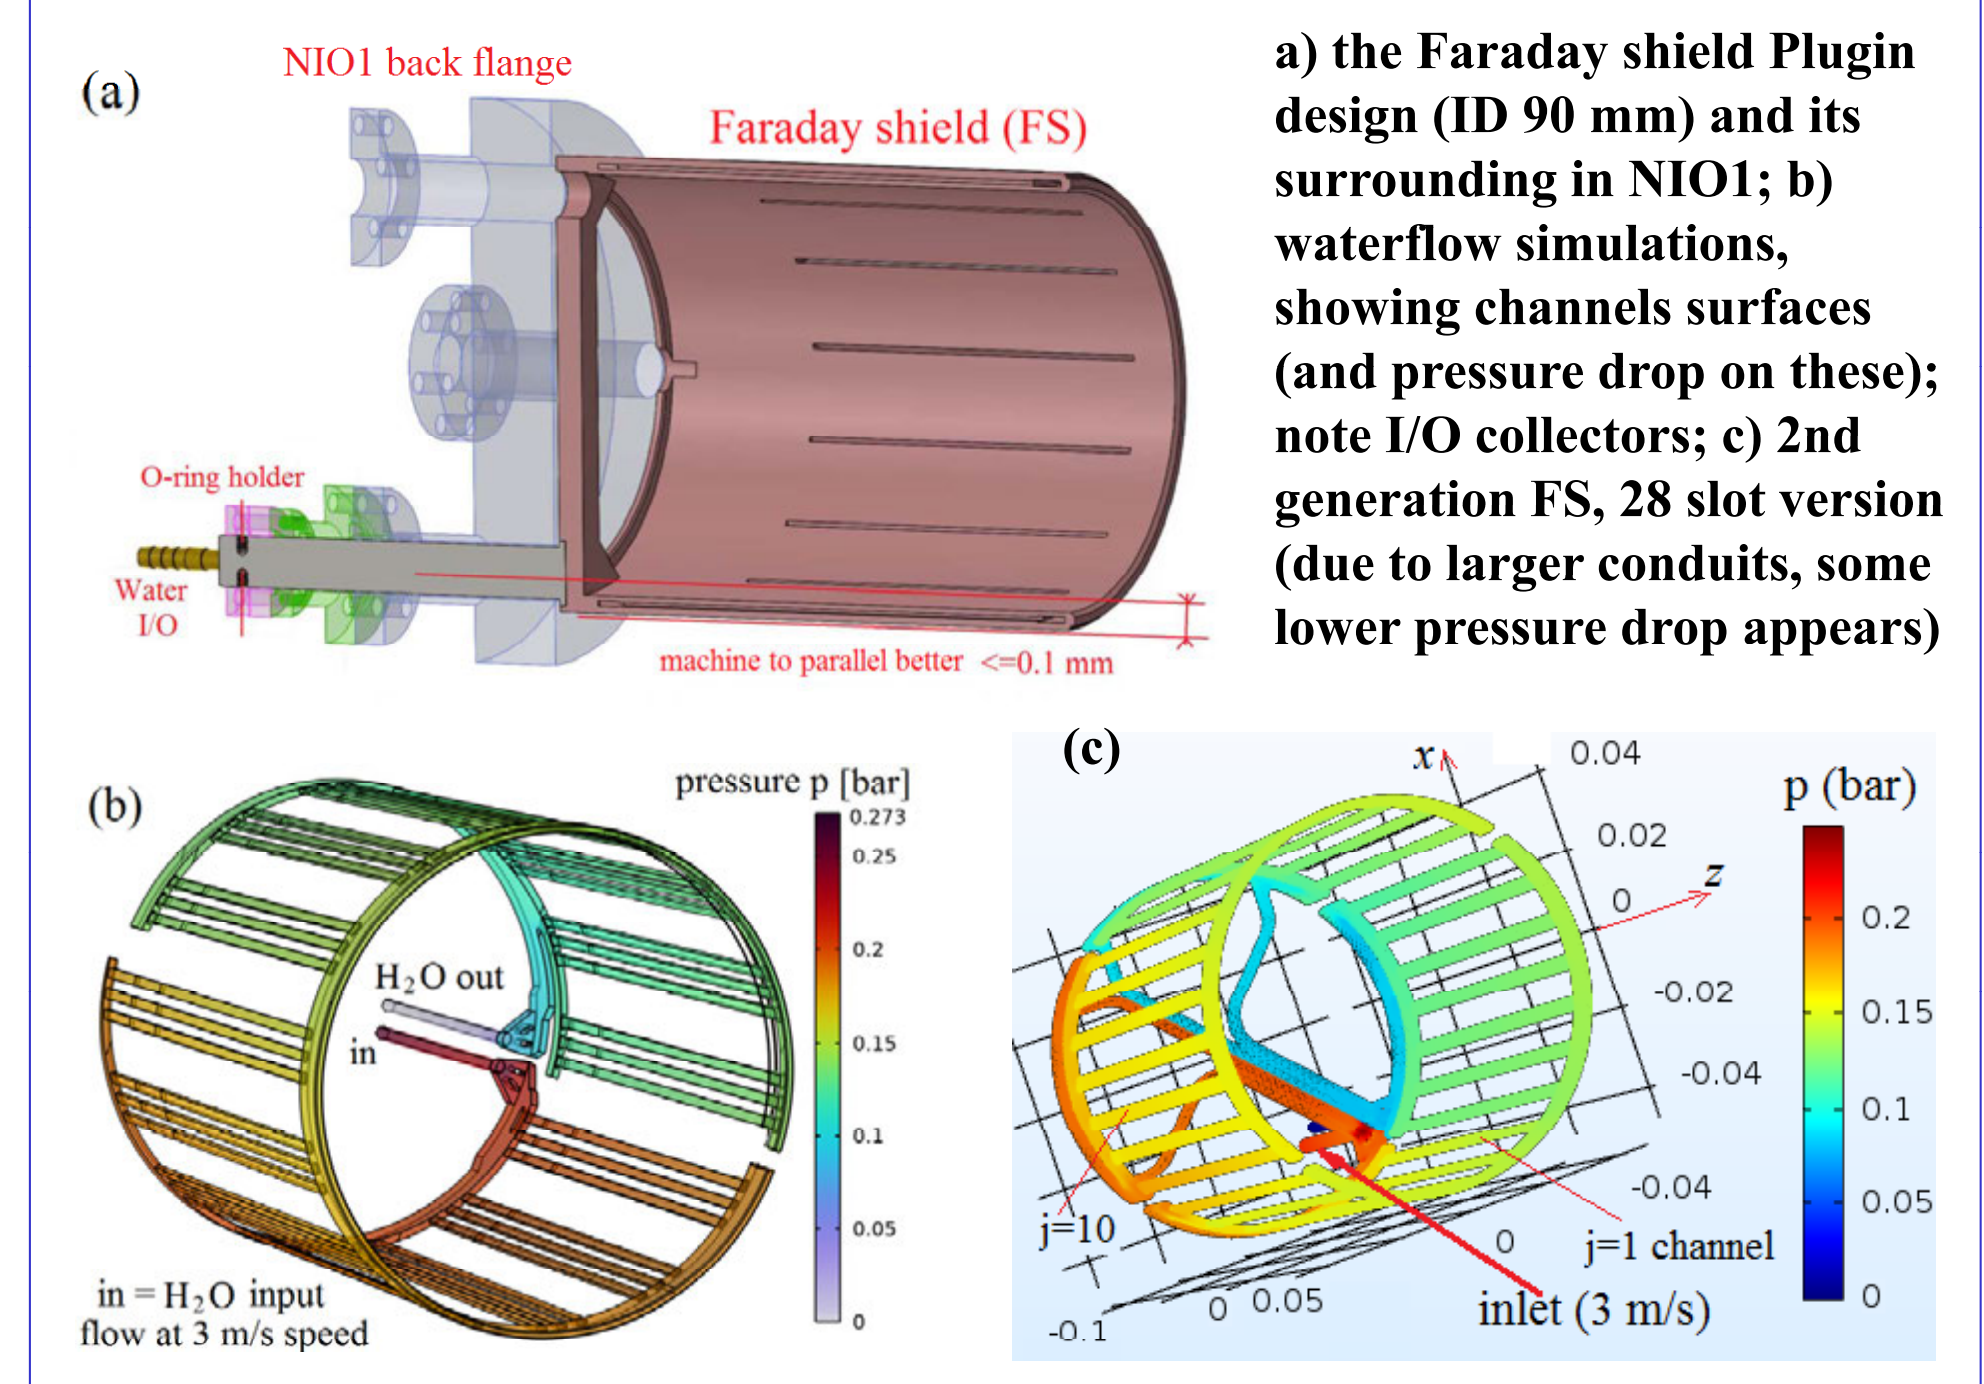 (a)
NIO1 back flange
Faraday shield (FS)
O-ring holder
Water
I/O
machine to parallel better <=0.1 mm
a) the Faraday shield Plugin
design (ID 90 mm) and its
surrounding in NIO1; b)
waterflow simulations,
showing channels surfaces
(and pressure drop on these);
note I/O collectors; c) 2nd
generation FS, 28 slot version
(due to larger conduits, some
lower pressure drop appears)
(b)
pressure p [bar]
0.273
0.25
0.2
0.15
0.1
0.05
0
H₂O out
in
in = H₂O input
flow at 3 m/s speed
(c)
x
z
0.04
0.02
0
-0.02
-0.04
-0.04
0
0.05
0
-0.1
j=10
j=1 channel
inlet (3 m/s)
p (bar)
0.2
0.15
0.1
0.05
0